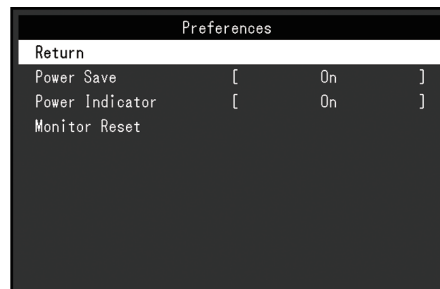 Preferences
Return
Power Save [ On ]
Power Indicator [ On ]
Monitor Reset